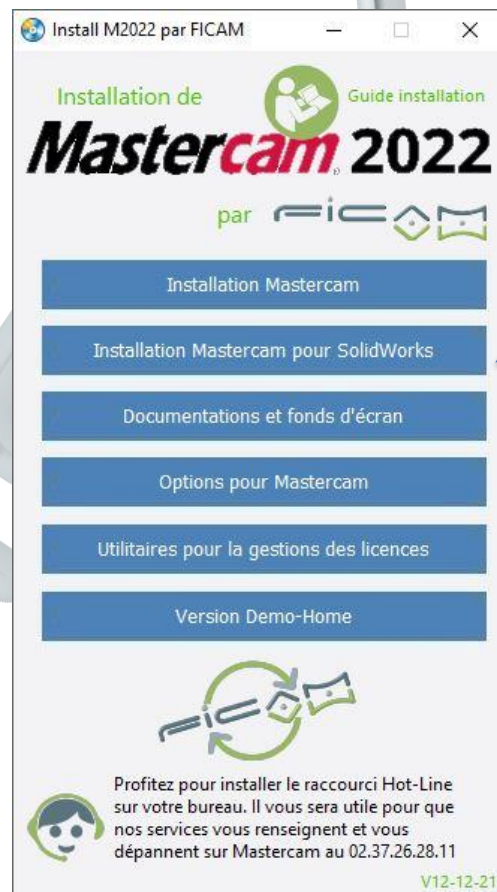 Install M2022 par FICAM
Installation de
Guide installation
Mastercam 2022
par FICAM
Installation Mastercam
Installation Mastercam pour SolidWorks
Documentations et fonds d'écran
Options pour Mastercam
Utilitaires pour la gestions des licences
Version Demo-Home
FICAM
Profitez pour installer le raccourci Hot-Line
sur votre bureau. Il vous sera utile pour que
nos services vous renseignent et vous
dépannent sur Mastercam au 02.37.26.28.11
V12-12-21